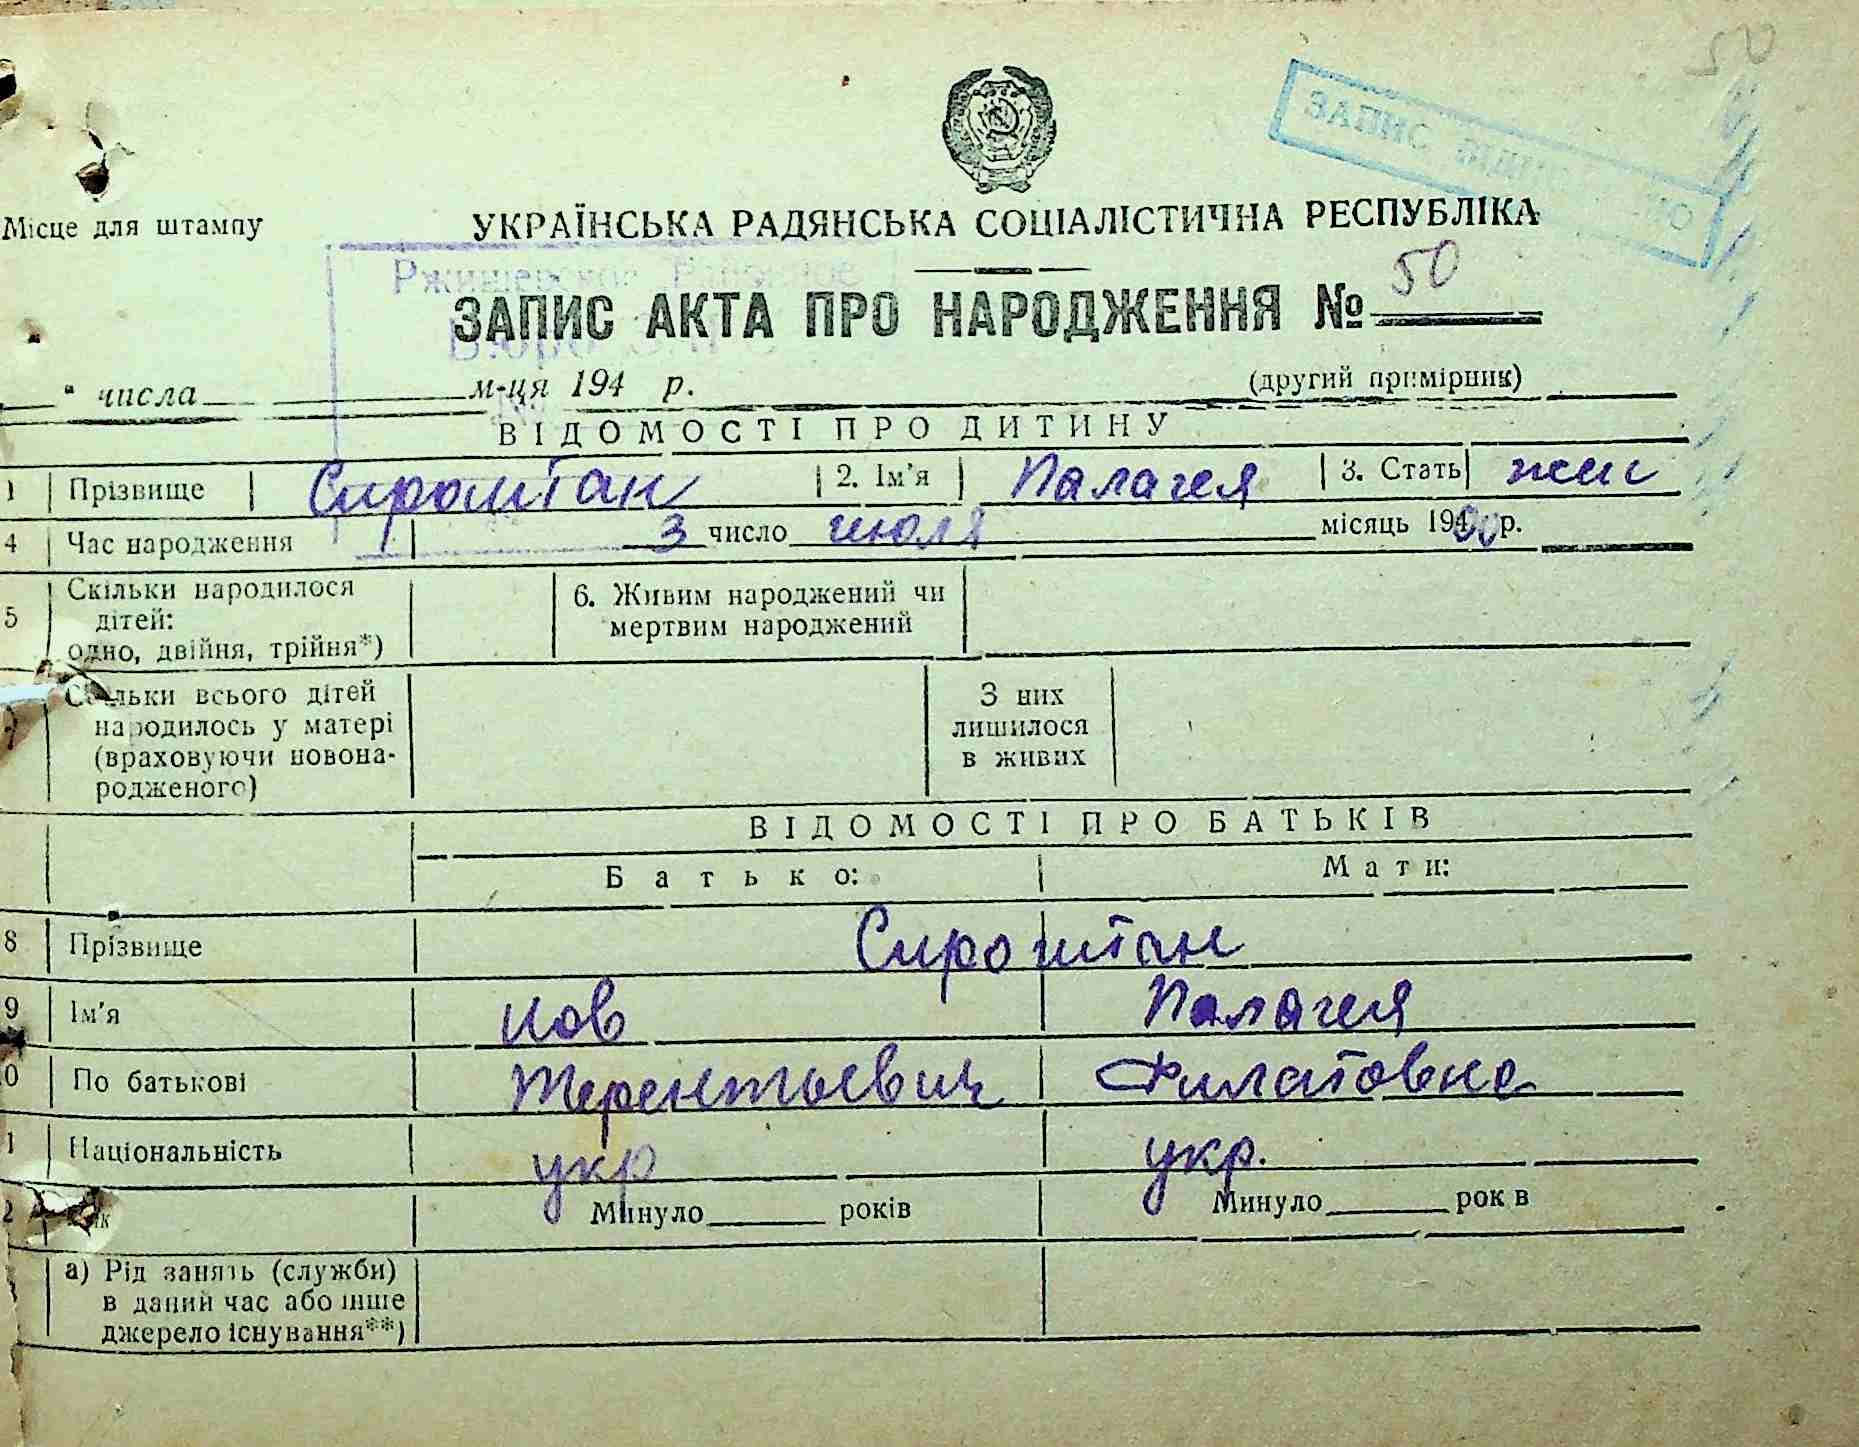 50
ЗАПИС
Місце для штампу
УКРАЇНСЬКА РАДЯНСЬКА СОЦІАЛІСТИЧНА РЕСПУБЛІКА
ЗАПИС АКТА ПРО НАРОДЖЕННЯ № 50
" числа м-ця 194 р. (другий примірник)
ВІДОМОСТІ ПРО ДИТИНУ
1 Прізвище Сироштан 2. Ім'я Палагея 3. Стать жен
4 Час народження 3 число июля місяць 194 р.
5 Скільки народилося дітей: одно, двійня, трійня*) 6. Живим народжений чи мертвим народжений
Скільки всього дітей народилось у матері (враховуючи новонародженого) З них лишилося в живих
ВІДОМОСТІ ПРО БАТЬКІВ
Батько: Мати:
8 Прізвище Сироштан
9 Ім'я Иов Палагея
0 По батькові Терентьевич Филатовна
1 Національність укр укр.
2 Вік Минуло років Минуло рок в
а) Рід занять (служби) в даний час або інше джерело існування**)